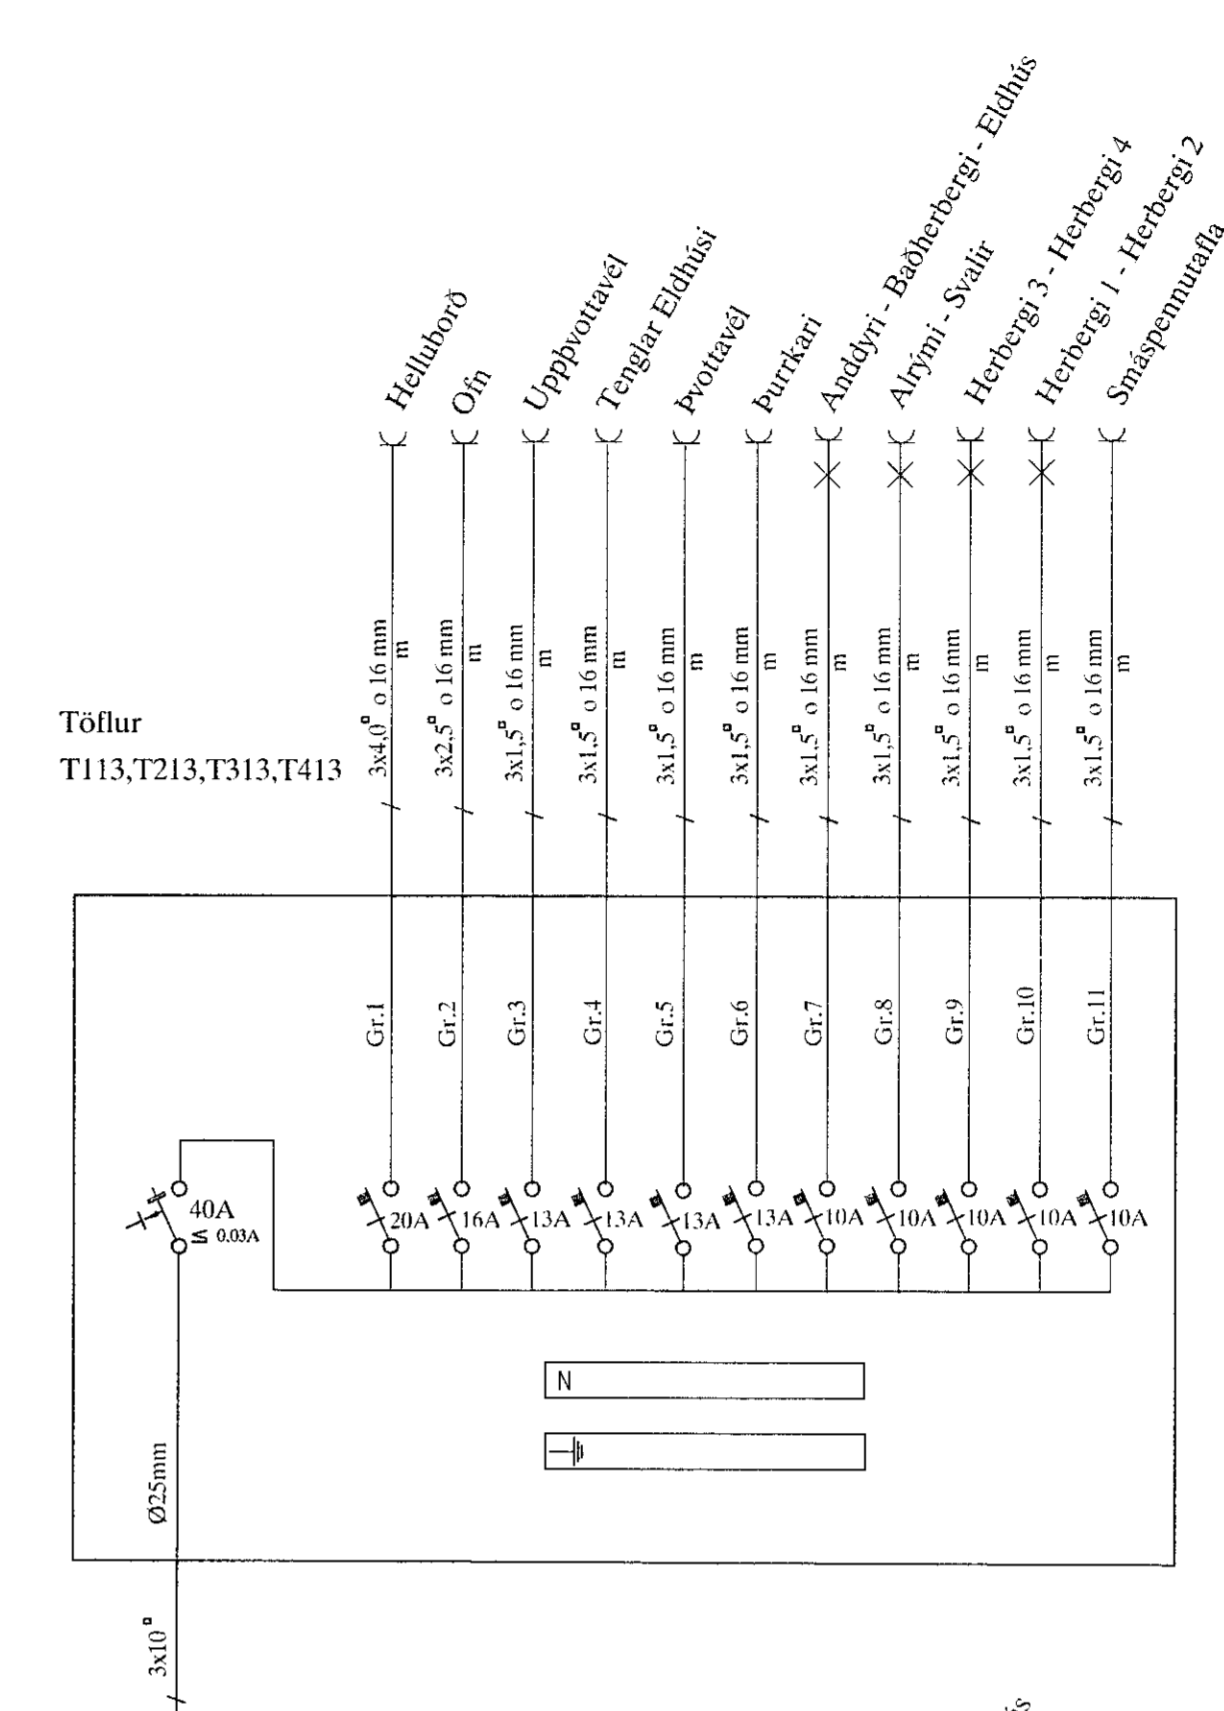 Helluborð
Ofn
Uppþvottavél
Tenglar Eldhúsi
Þvottavél
Þurrkari
Anddyri - Baðherbergi - Eldhús
Alrými - Svalir
Herbergi 3 - Herbergi 4
Herbergi 1 - Herbergi 2
Smáspennutafla
Töflur
T113,T213,T313,T413
3x4,0▫ o 16 mm
m
3x2,5▫ o 16 mm
m
3x1,5▫ o 16 mm
m
3x1,5▫ o 16 mm
m
3x1,5▫ o 16 mm
m
3x1,5▫ o 16 mm
m
3x1,5▫ o 16 mm
m
3x1,5▫ o 16 mm
m
3x1,5▫ o 16 mm
m
3x1,5▫ o 16 mm
m
3x1,5▫ o 16 mm
m
Gr.1
Gr.2
Gr.3
Gr.4
Gr.5
Gr.6
Gr.7
Gr.8
Gr.9
Gr.10
Gr.11
40A
≤ 0.03A
20A
16A
13A
13A
13A
13A
10A
10A
10A
10A
10A
N
Ø25mm
3x10▫